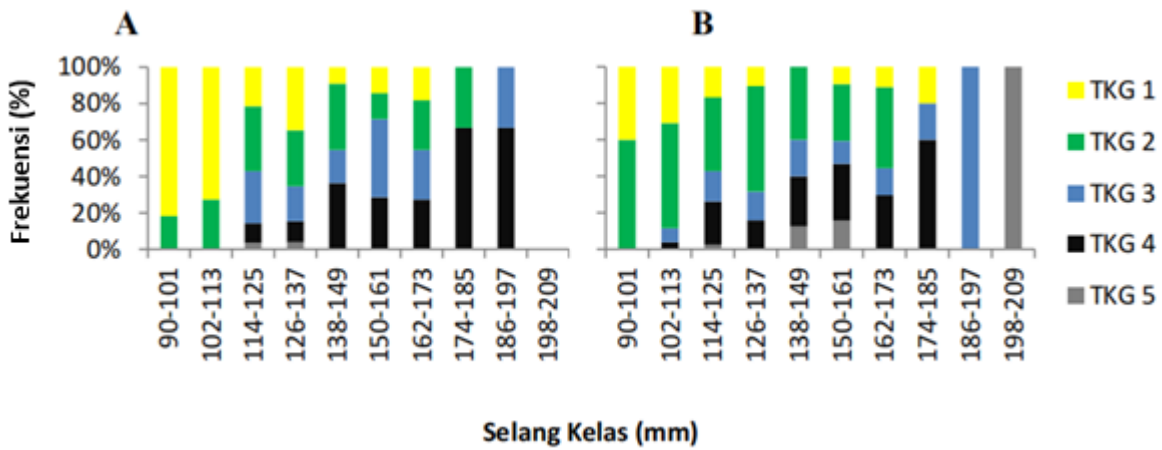 A
B
Frekuensi (%)
100%
80%
60%
40%
20%
0%
90-101
102-113
114-125
126-137
138-149
150-161
162-173
174-185
186-197
198-209
90-101
102-113
114-125
126-137
138-149
150-161
162-173
174-185
186-197
198-209
TKG 1
TKG 2
TKG 3
TKG 4
TKG 5
Selang Kelas (mm)